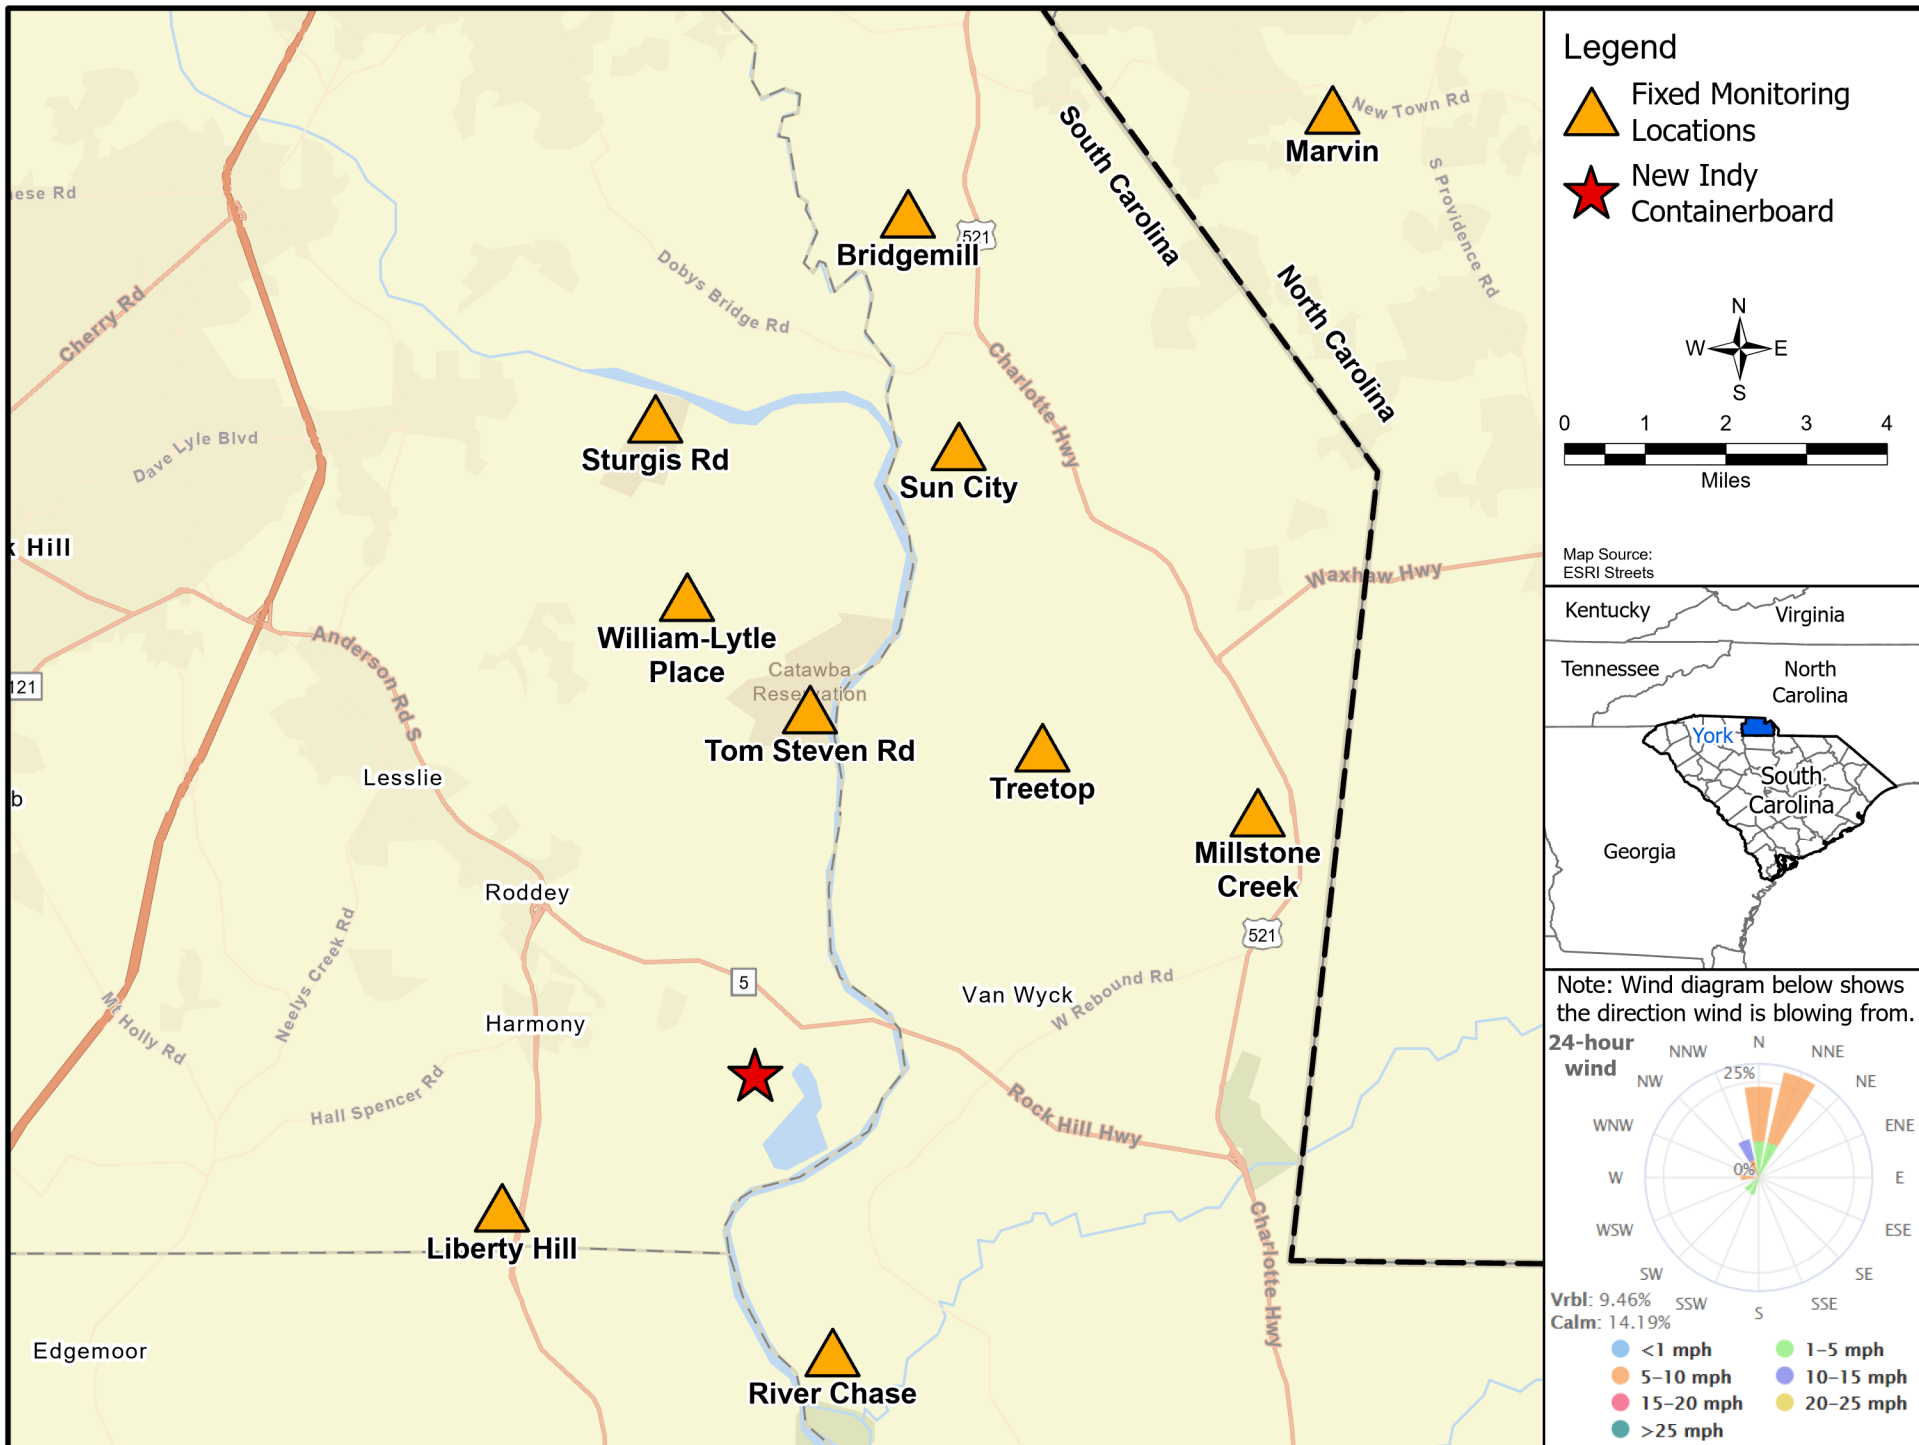 Legend
Fixed Monitoring
Locations
New Indy
Containerboard
N
W
E
S
0 1 2 3 4
Miles
Map Source:
ESRI Streets
Kentucky
Virginia
Tennessee
North
Carolina
York
South
Carolina
Georgia
Note: Wind diagram below shows
the direction wind is blowing from.
24-hour
wind
N
NNE
NE
ENE
E
ESE
SE
SSE
S
SSW
SW
WSW
W
WNW
NW
NNW
25%
0%
Vrbl: 9.46%
Calm: 14.19%
<1 mph
1-5 mph
5-10 mph
10-15 mph
15-20 mph
20-25 mph
>25 mph
Marvin
New Town Rd
S Providence Rd
South Carolina
North Carolina
Bridgemill
521
Dobys Bridge Rd
Charlotte Hwy
Cherry Rd
ese Rd
Dave Lyle Blvd
Sturgis Rd
Sun City
k Hill
Waxhaw Hwy
William-Lytle
Place
Anderson Rd S
Catawba
Reservation
121
Tom Steven Rd
Treetop
Lesslie
b
Millstone
Creek
Roddey
521
Neelys Creek Rd
5
Van Wyck
W Rebound Rd
Mt Holly Rd
Harmony
Hall Spencer Rd
Rock Hill Hwy
Liberty Hill
Charlotte Hwy
Edgemoor
River Chase